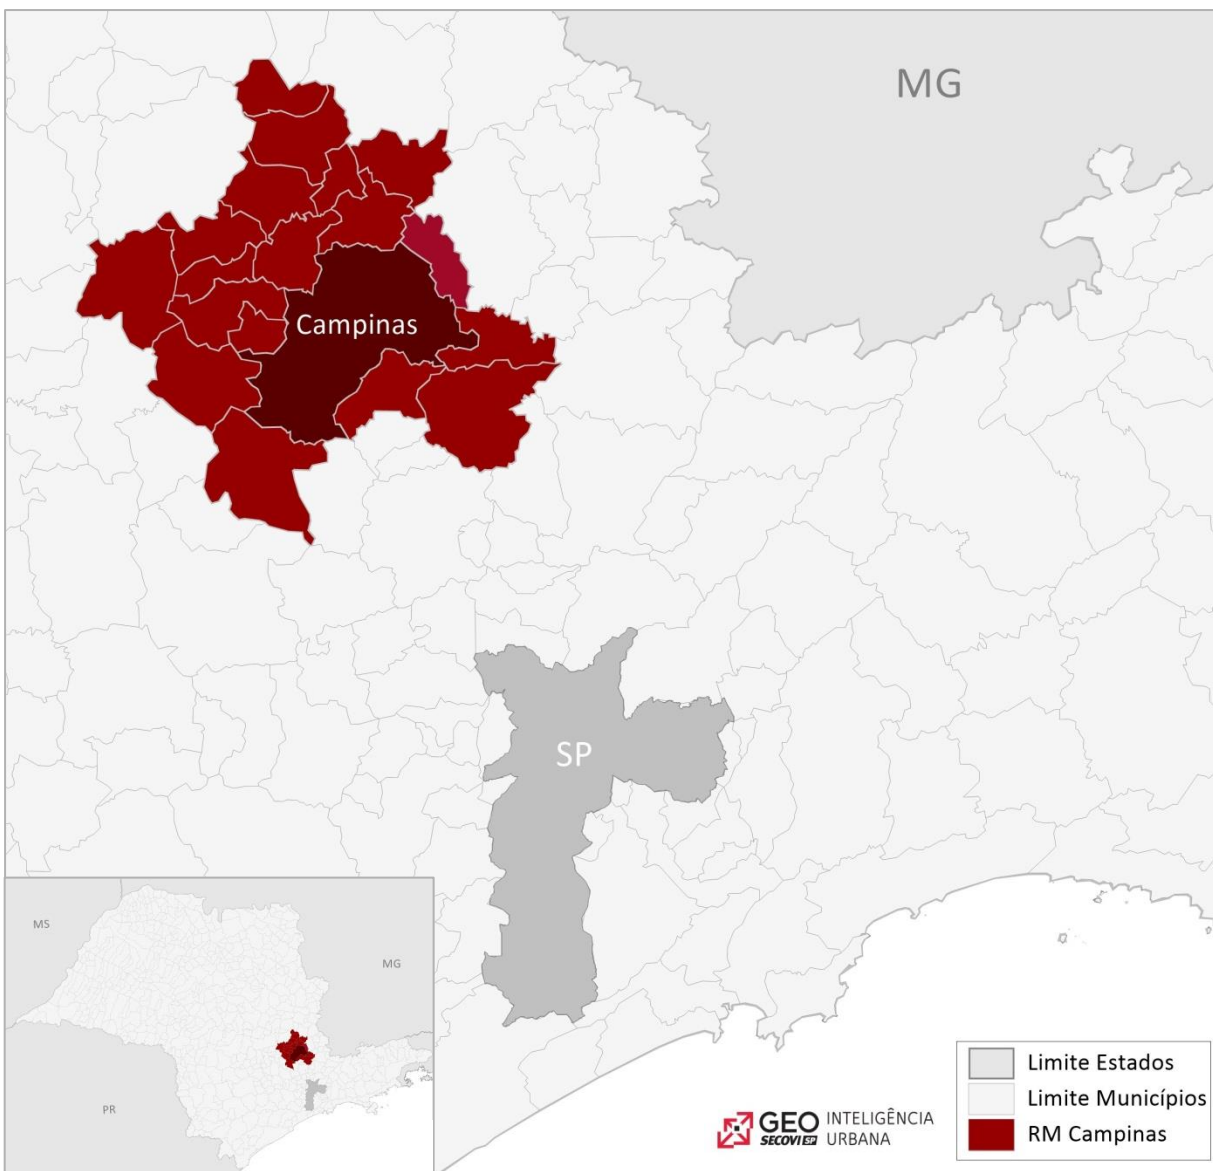 MG
Campinas
SP
MS
MG
PR
Limite Estados
Limite Municípios
RM Campinas
GEO
SECOVI SP
INTELIGÊNCIA
URBANA